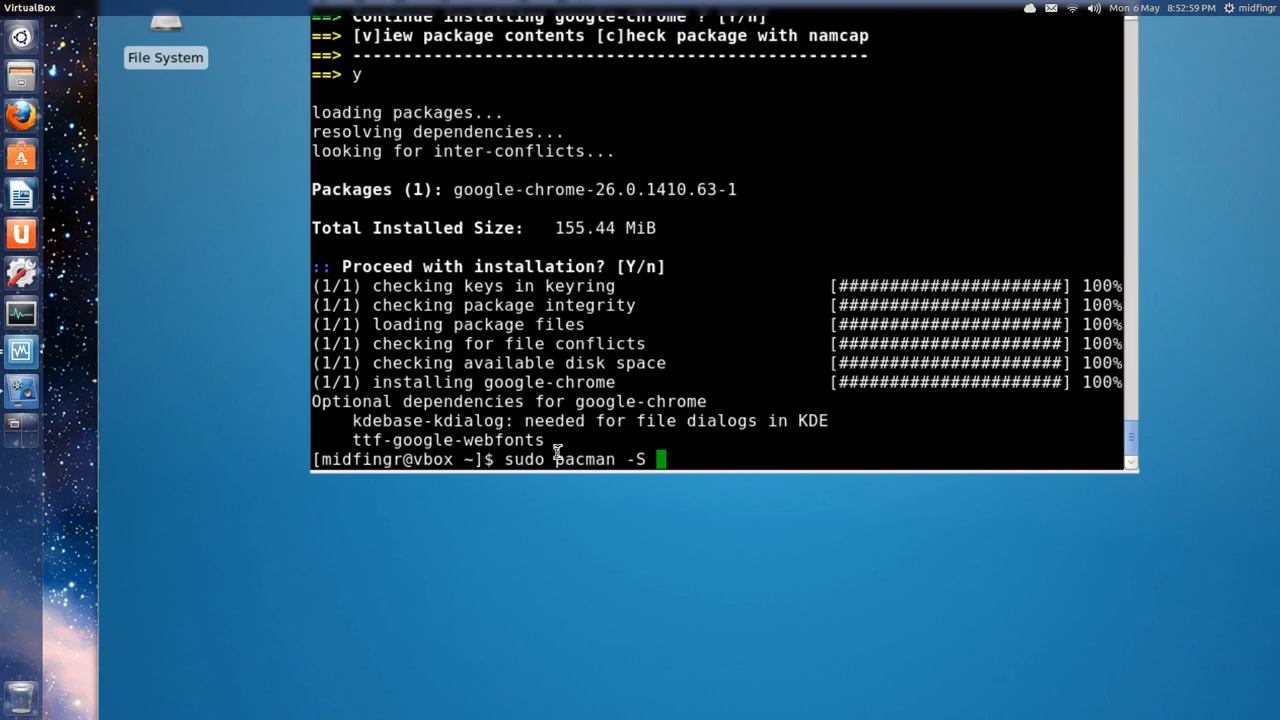 VirtualBox
Mon 6 May 8:52:59 PM midfingr
File System
==> Continue installing google-chrome ? [Y/n]
==> [v]iew package contents [c]heck package with namcap
==> ---------------------------------------------------
==> y
loading packages...
resolving dependencies...
looking for inter-conflicts...
Packages (1): google-chrome-26.0.1410.63-1
Total Installed Size: 155.44 MiB
:: Proceed with installation? [Y/n]
(1/1) checking keys in keyring [######################] 100%
(1/1) checking package integrity [######################] 100%
(1/1) loading package files [######################] 100%
(1/1) checking for file conflicts [######################] 100%
(1/1) checking available disk space [######################] 100%
(1/1) installing google-chrome [######################] 100%
Optional dependencies for google-chrome
kdebase-kdialog: needed for file dialogs in KDE
ttf-google-webfonts
[midfingr@vbox ~]$ sudo pacman -S